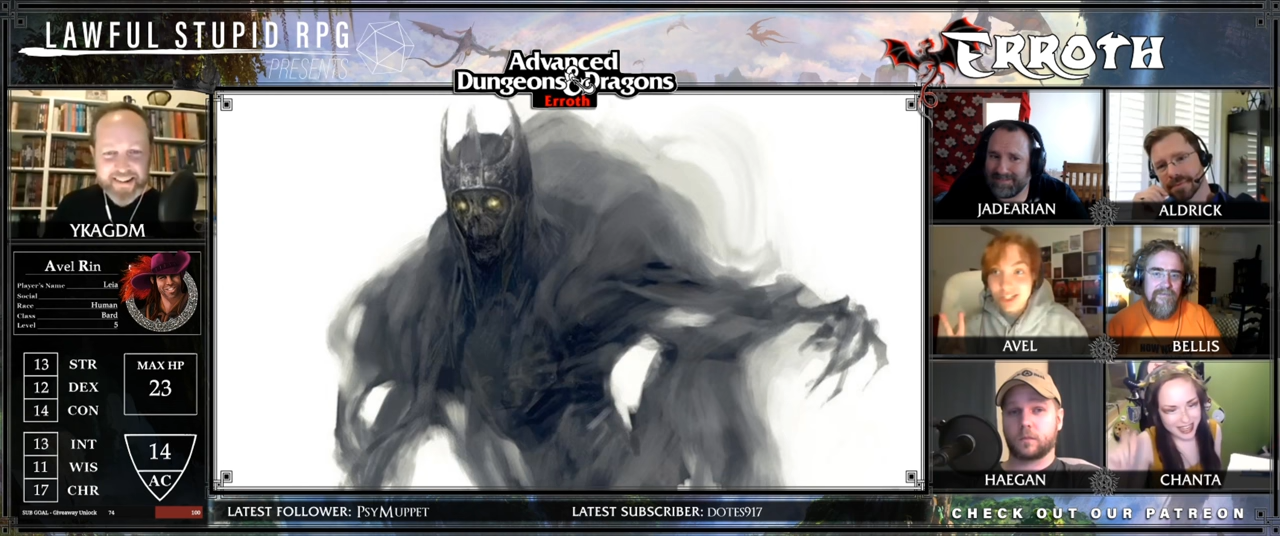 LAWFUL STUPID RPG
PRESENTS
Advanced
Dungeons & Dragons
Erroth
ERROTH
YKAGDM
Avel Rin
Player's Name Leia
Social
Race Human
Class Bard
Level 5
13 STR
12 DEX
14 CON
MAX HP
23
13 INT
11 WIS
17 CHR
14
AC
SUB GOAL - Giveaway Unlock 74 100
JADEARIAN
ALDRICK
AVEL
BELLIS
HAEGAN
CHANTA
LATEST FOLLOWER: PsyMuppet
LATEST SUBSCRIBER: DOTES917
CHECK OUT OUR PATREON